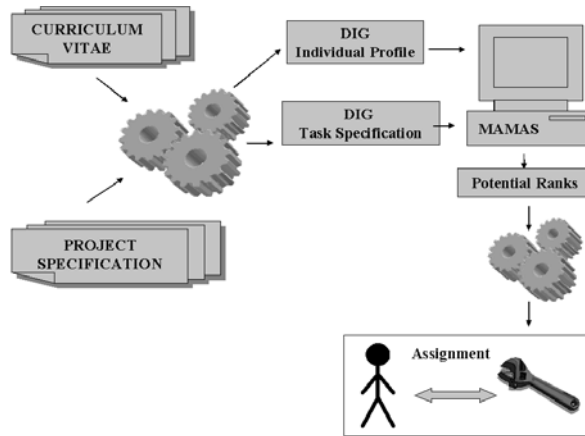 CURRICULUM
VITAE
DIG
Individual Profile
DIG
Task Specification
MAMAS
Potential Ranks
PROJECT
SPECIFICATION
Assignment